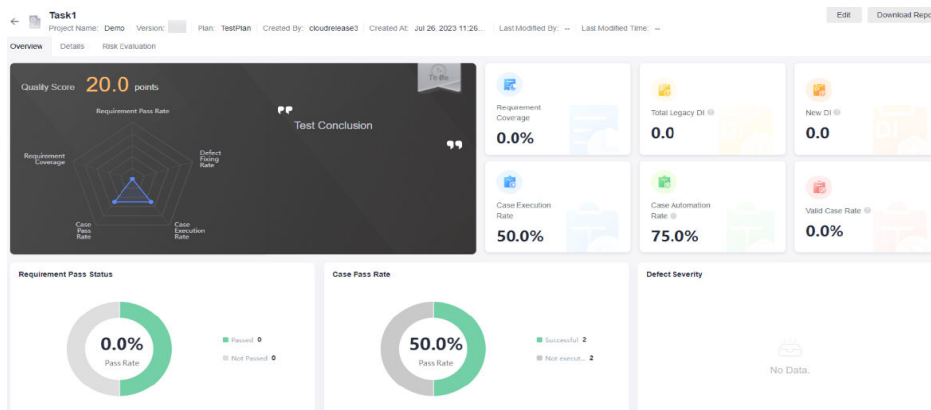 Task1
Project Name: Demo Version: Plan: TestPlan Created By: cloudrelease3 Created At: Jul 26, 2023 11:26... Last Modified By: -- Last Modified Time: --
Edit
Download Repo
Overview Details Risk Evaluation
Quality Score 20.0 points
Requirement Pass Rate
Requirement
Coverage
Defect
Fixing
Rate
Case
Pass
Rate
Case
Execution
Rate
Test Conclusion
Requirement
Coverage
0.0%
Total Legacy DI
0.0
New DI
0.0
Case Execution
Rate
50.0%
Case Automation
Rate
75.0%
Valid Case Rate
0.0%
Requirement Pass Status
0.0%
Pass Rate
Passed 0
Not Passed 0
Case Pass Rate
50.0%
Pass Rate
Successful 2
Not execut... 2
Defect Severity
No Data.